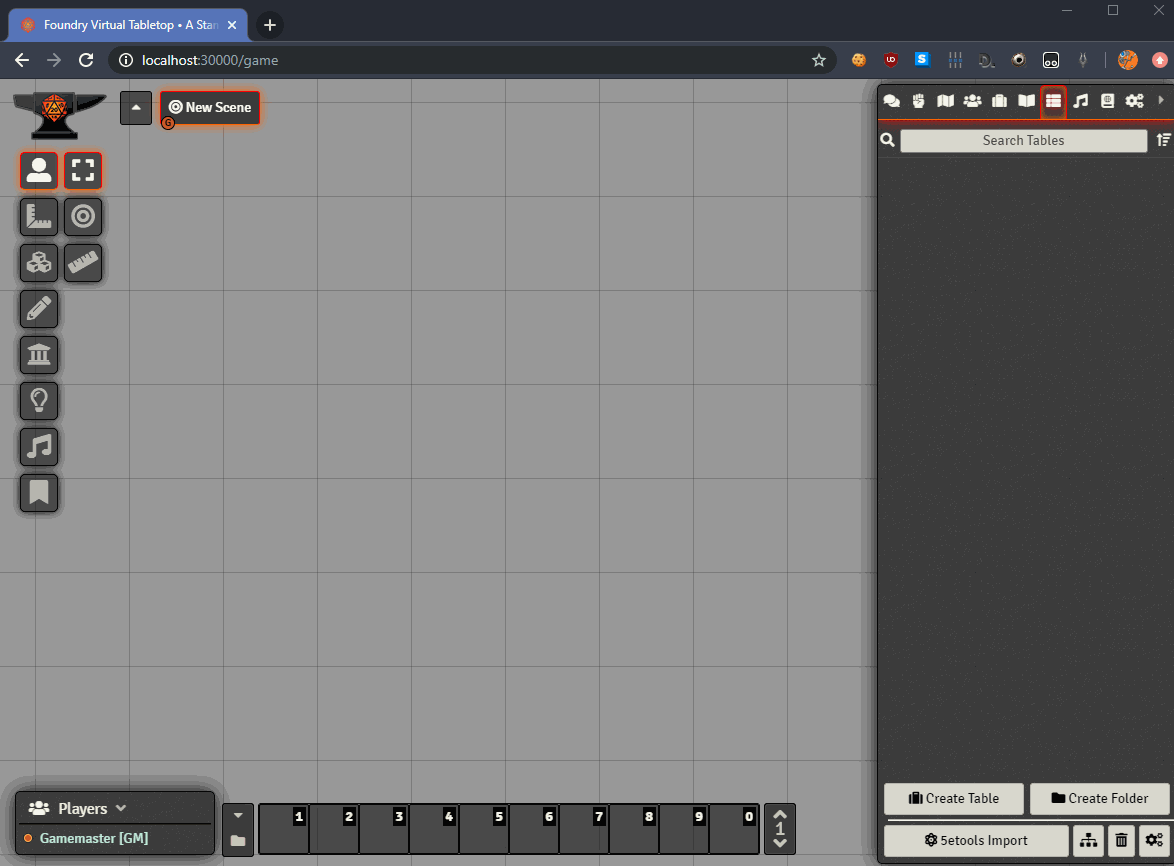 Foundry Virtual Tabletop • A Stan
localhost:30000/game
New Scene
G
Search Tables
Create Table
Create Folder
5etools Import
Players
Gamemaster [GM]
1 2 3 4 5 6 7 8 9 0
1